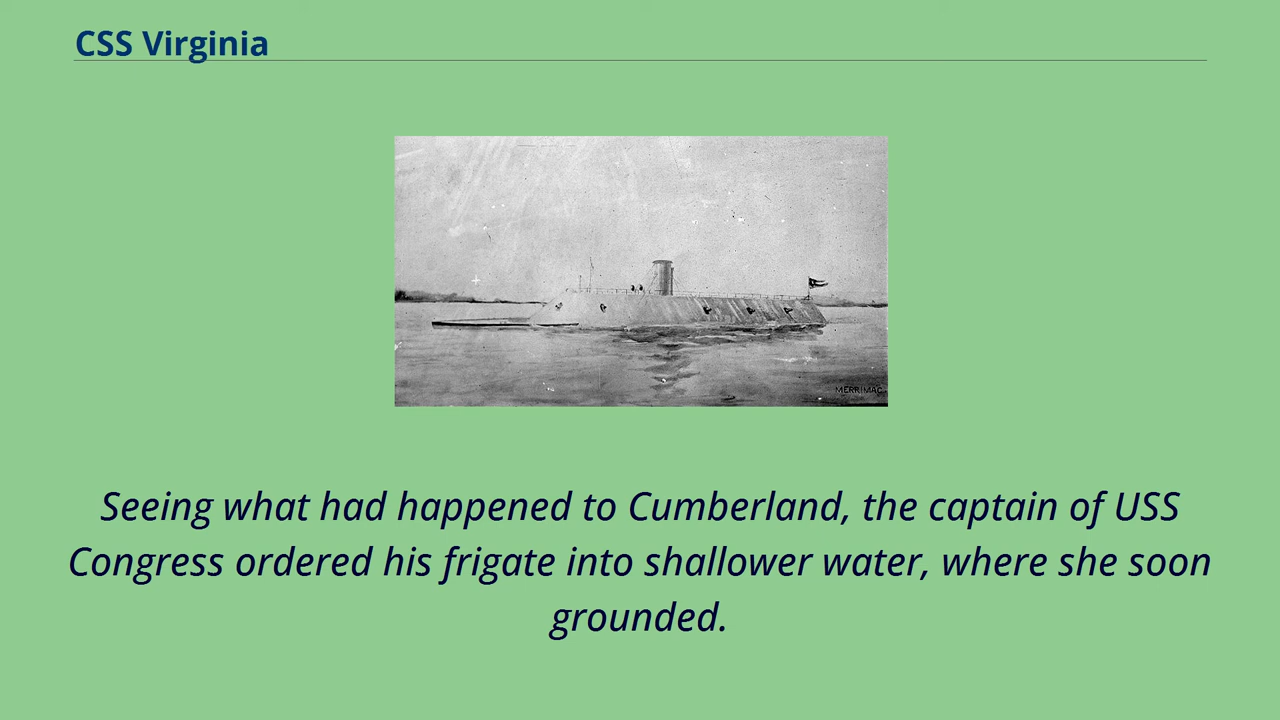 CSS Virginia
MERRIMAC
Seeing what had happened to Cumberland, the captain of USS
Congress ordered his frigate into shallower water, where she soon
grounded.